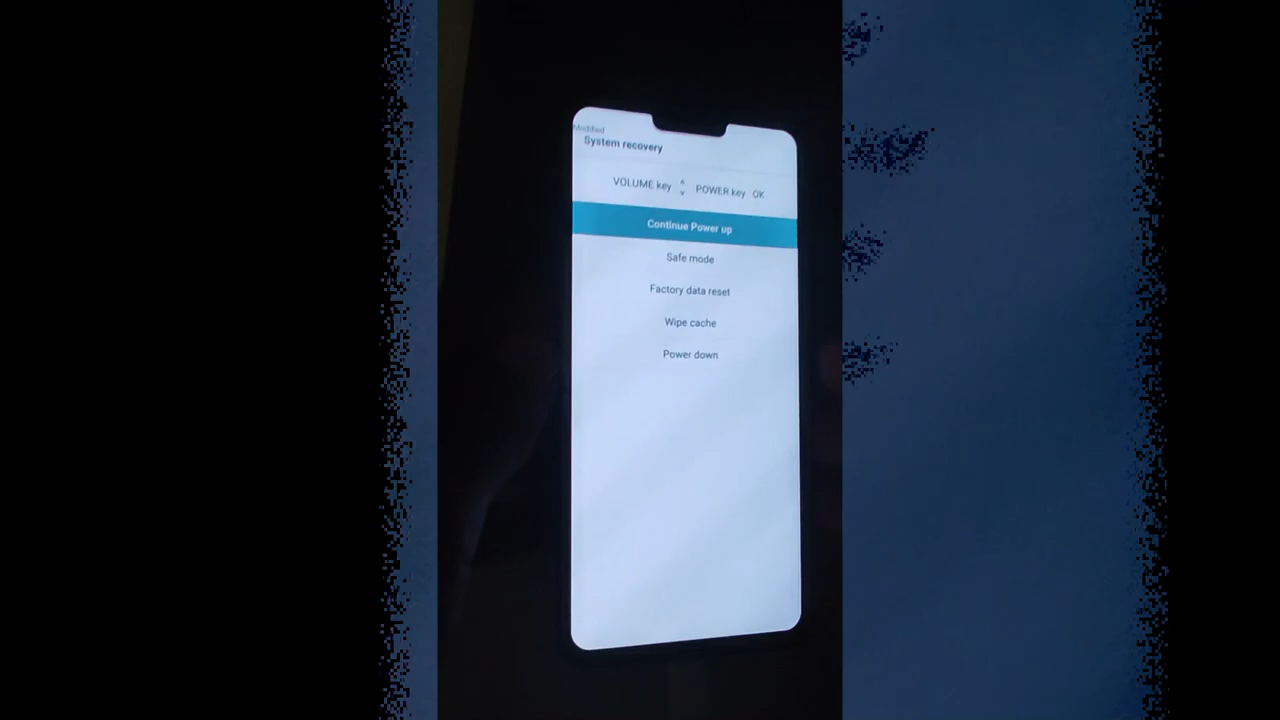 Modified
System recovery
VOLUME key ^ v POWER key OK
Continue Power up
Safe mode
Factory data reset
Wipe cache
Power down